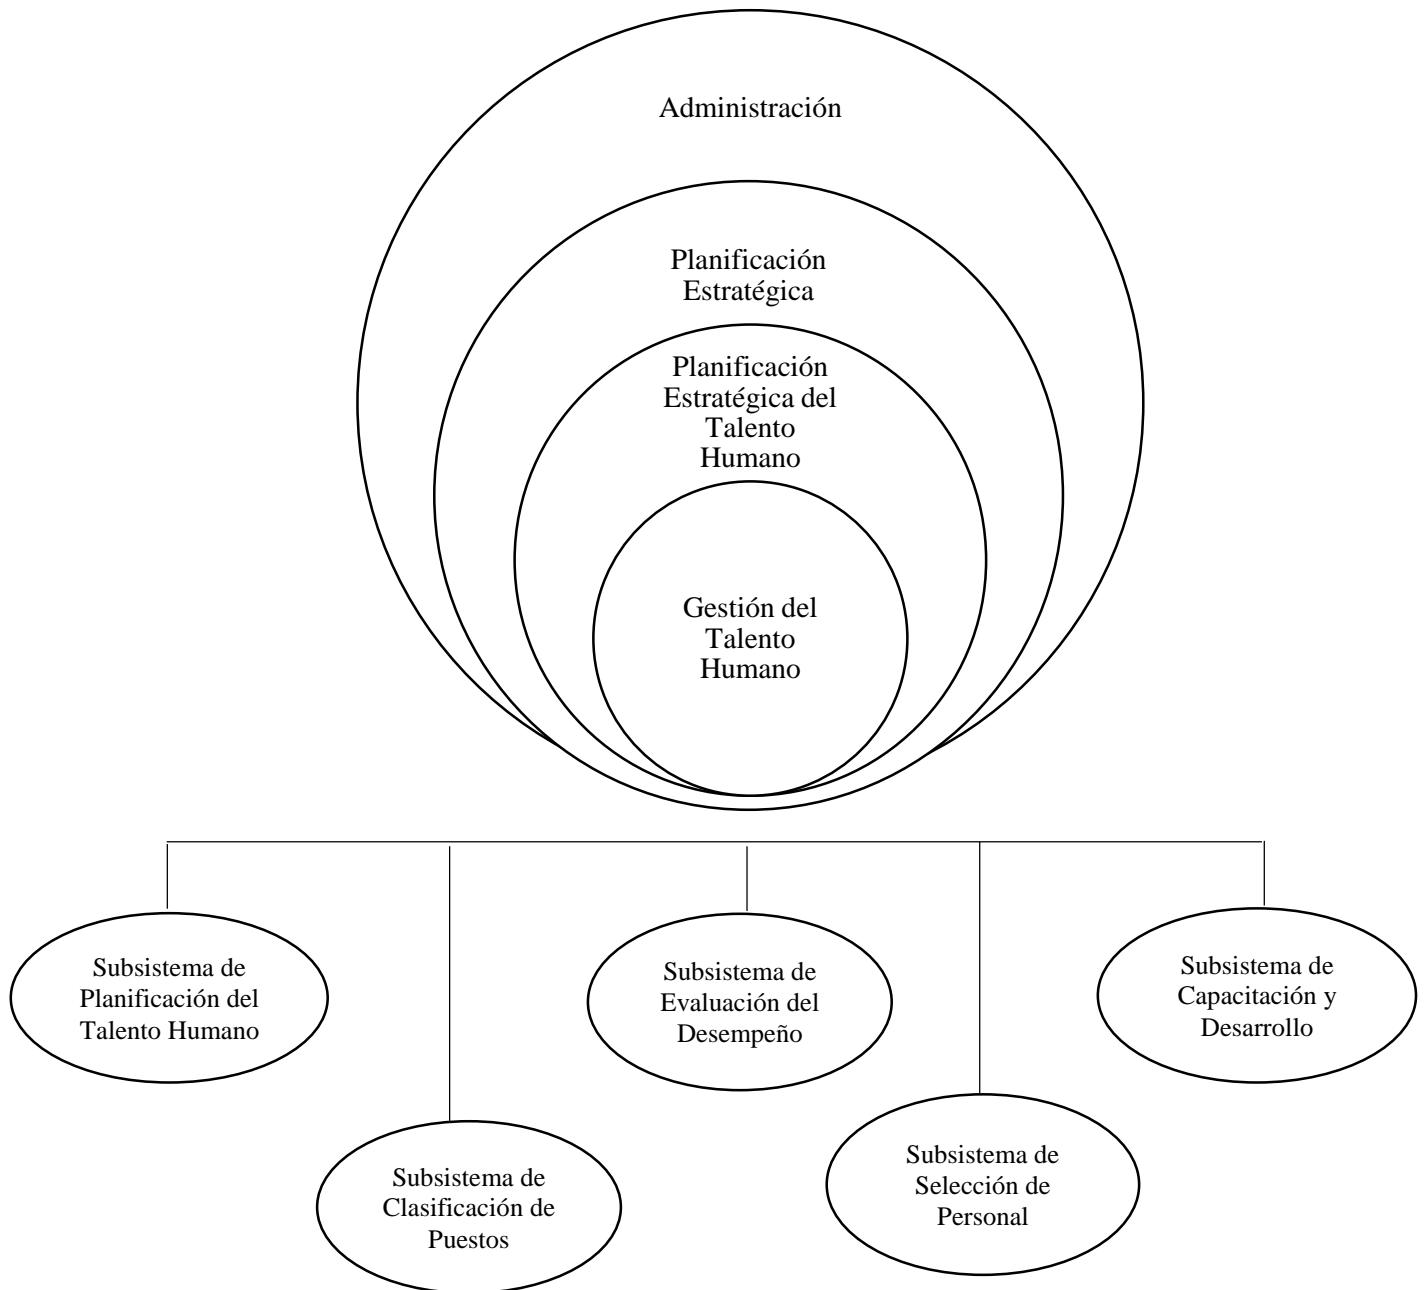 Administración
Planificación
Estratégica
Planificación
Estratégica del
Talento
Humano
Gestión del
Talento
Humano
Subsistema de
Planificación del
Talento Humano
Subsistema de
Clasificación de
Puestos
Subsistema de
Evaluación del
Desempeño
Subsistema de
Selección de
Personal
Subsistema de
Capacitación y
Desarrollo